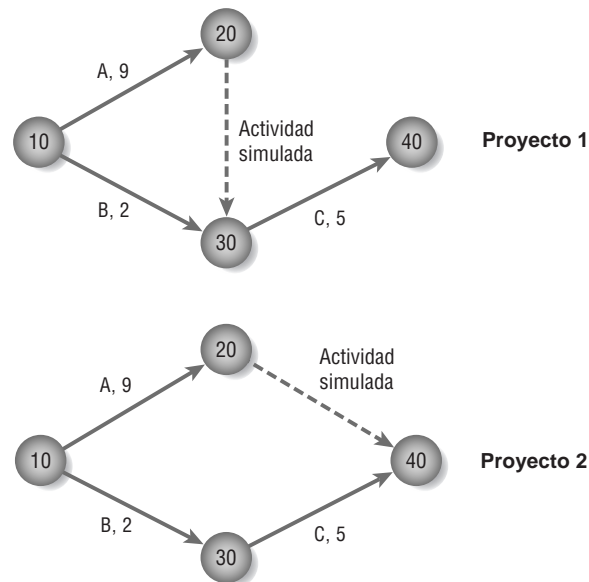 20
A, 9
Actividad
simulada
10
40
Proyecto 1
B, 2
C, 5
30
20
Actividad
simulada
A, 9
10
40
Proyecto 2
B, 2
C, 5
30